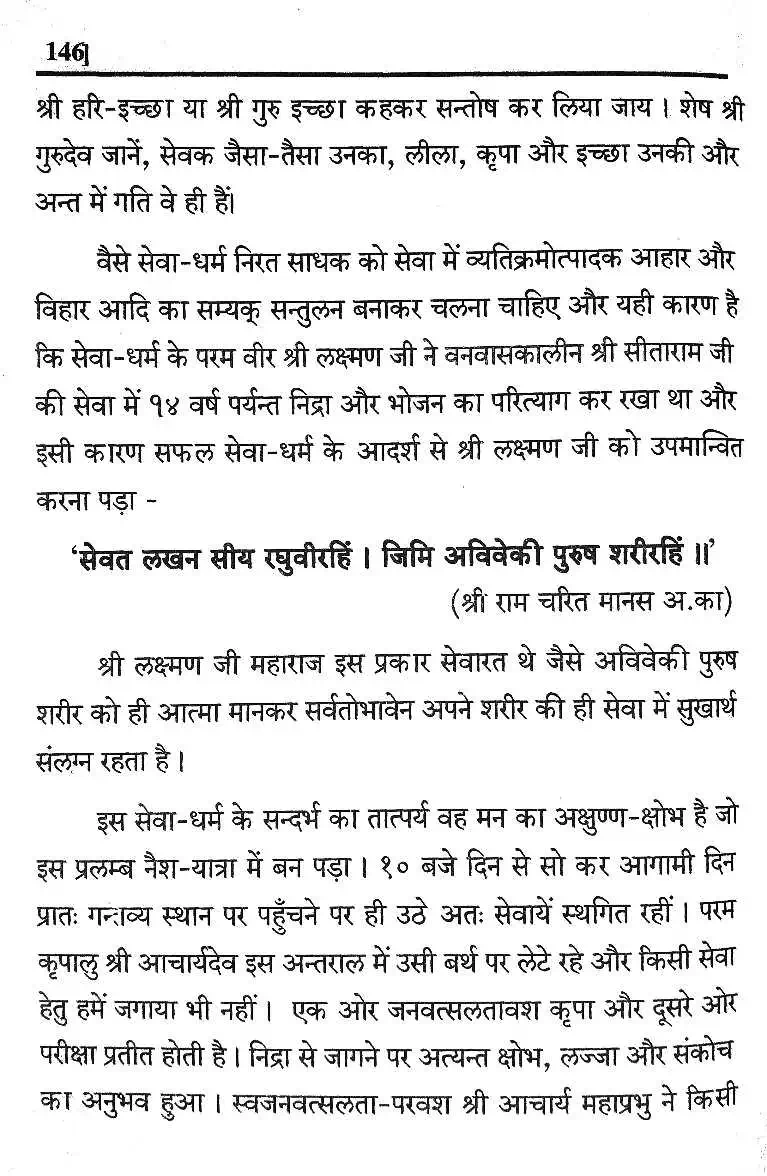 146]
श्री हरि-इच्छा या श्री गुरु इच्छा कहकर सन्तोष कर लिया जाय। शेष श्री
गुरुदेव जानें, सेवक जैसा-तैसा उनका, लीला, कृपा और इच्छा उनकी और
अन्त में गति वे ही हैं।
वैसे सेवा-धर्म निरत साधक को सेवा में व्यतिक्रमोत्पादक आहार और
विहार आदि का सम्यक् सन्तुलन बनाकर चलना चाहिए और यही कारण है
कि सेवा-धर्म के परम वीर श्री लक्ष्मण जी ने वनवासकालीन श्री सीताराम जी
की सेवा में १४ वर्ष पर्यन्त निद्रा और भोजन का परित्याग कर रखा था और
इसी कारण सफल सेवा-धर्म के आदर्श से श्री लक्ष्मण जी को उपमान्वित
करना पड़ा -
‘सेवत लखन सीय रघुवीरहिं। जिमि अविवेकी पुरुष शरीरहिं॥’
(श्री राम चरित मानस अ.का)
श्री लक्ष्मण जी महाराज इस प्रकार सेवारत थे जैसे अविवेकी पुरुष
शरीर को ही आत्मा मानकर सर्वतोभावेन अपने शरीर की ही सेवा में सुखार्थ
संलग्न रहता है।
इस सेवा-धर्म के सन्दर्भ का तात्पर्य वह मन का अक्षुण्ण-क्षोभ है जो
इस प्रलम्ब नैश-यात्रा में बन पड़ा। १० बजे दिन से सो कर आगामी दिन
प्रातः गन्तव्य स्थान पर पहुँचने पर ही उठे अतः सेवायें स्थगित रहीं। परम
कृपालु श्री आचार्यदेव इस अन्तराल में उसी बर्थ पर लेटे रहे और किसी सेवा
हेतु हमें जगाया भी नहीं। एक ओर जनवत्सलतावश कृपा और दूसरे ओर
परीक्षा प्रतीत होती है। निद्रा से जागने पर अत्यन्त क्षोभ, लज्जा और संकोच
का अनुभव हुआ। स्वजनवत्सलता-परवश श्री आचार्य महाप्रभु ने किसी